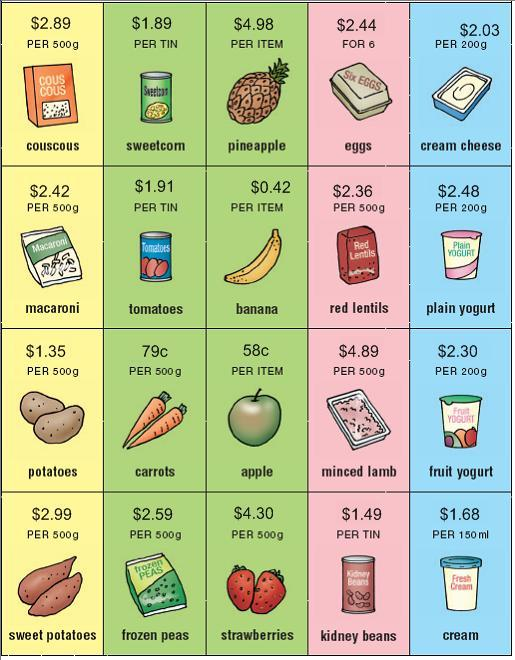 $2.89
PER 500g
COUS
COUS
couscous
$1.89
PER TIN
Sweetcorn
sweetcorn
$4.98
PER ITEM
pineapple
$2.44
FOR 6
Six EGGS
eggs
$2.03
PER 200g
cream cheese
$2.42
PER 500g
Macaroni
macaroni
$1.91
PER TIN
Tomatoes
tomatoes
$0.42
PER ITEM
banana
$2.36
PER 500g
Red
Lentils
red lentils
$2.48
PER 200g
Plain
YOGURT
plain yogurt
$1.35
PER 500g
potatoes
79c
PER 500g
carrots
58c
PER ITEM
apple
$4.89
PER 500g
minced lamb
$2.30
PER 200g
Fruit
YOGURT
fruit yogurt
$2.99
PER 500g
sweet potatoes
$2.59
PER 500g
frozen
PEAS
frozen peas
$4.30
PER 500g
strawberries
$1.49
PER TIN
Kidney
Beans
kidney beans
$1.68
PER 150ml
Fresh
Cream
cream